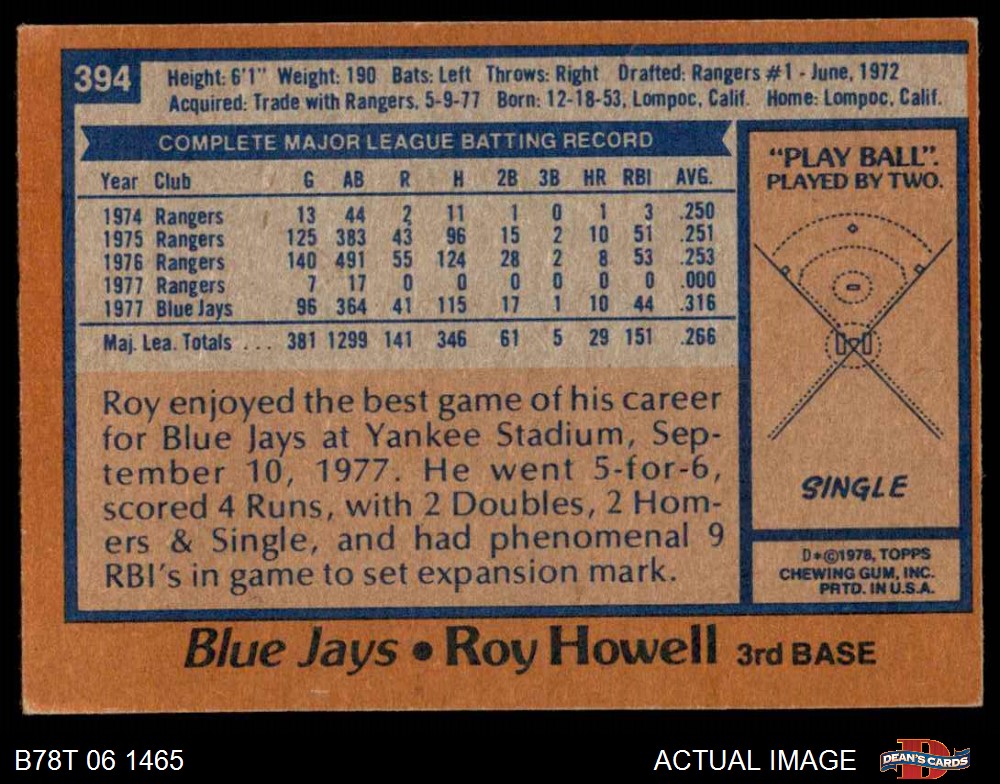 394
Height: 6'1" Weight: 190 Bats: Left Throws: Right Drafted: Rangers #1 - June, 1972
Acquired: Trade with Rangers, 5-9-77 Born: 12-18-53, Lompoc, Calif. Home: Lompoc, Calif.
COMPLETE MAJOR LEAGUE BATTING RECORD
Year Club G AB R H 2B 3B HR RBI AVG.
1974 Rangers 13 44 2 11 1 0 1 3 .250
1975 Rangers 125 383 43 96 15 2 10 51 .251
1976 Rangers 140 491 55 124 28 2 8 53 .253
1977 Rangers 7 17 0 0 0 0 0 0 .000
1977 Blue Jays 96 364 41 115 17 1 10 44 .316
Maj. Lea. Totals ... 381 1299 141 346 61 5 29 151 .266
Roy enjoyed the best game of his career
for Blue Jays at Yankee Stadium, Sep-
tember 10, 1977. He went 5-for-6,
scored 4 Runs, with 2 Doubles, 2 Hom-
ers & Single, and had phenomenal 9
RBI's in game to set expansion mark.
"PLAY BALL".
PLAYED BY TWO.
SINGLE
D*©1978, TOPPS
CHEWING GUM, INC.
PRTD. IN U.S.A.
Blue Jays • Roy Howell 3rd BASE
B78T 06 1465
ACTUAL IMAGE
D
DEAN'S CARDS